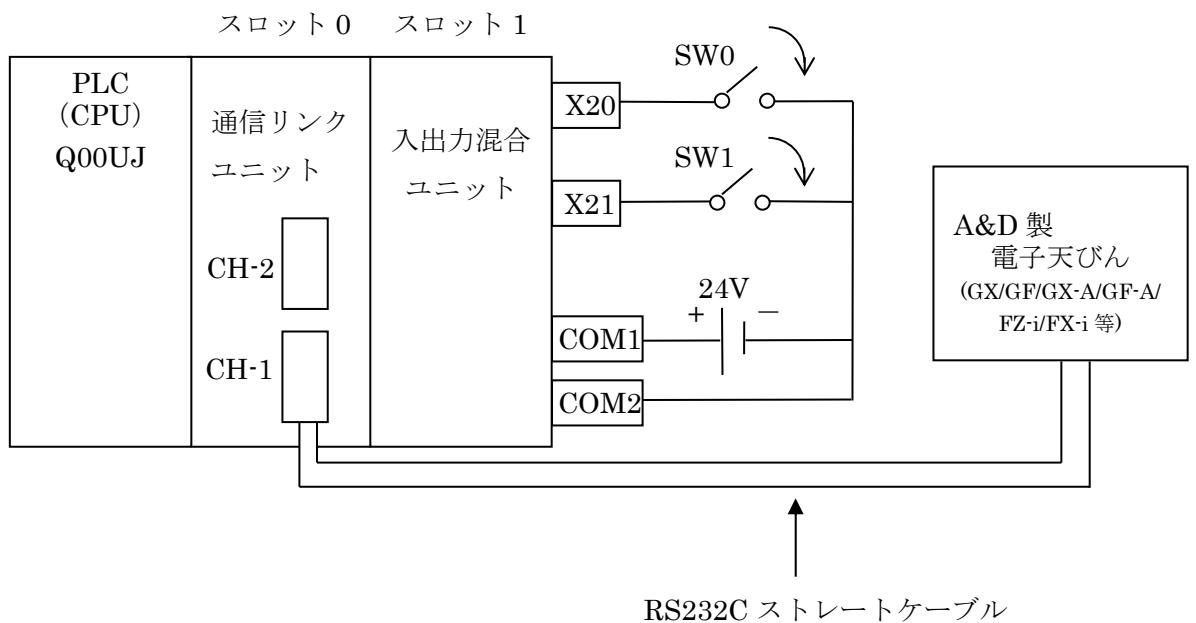 スロット 0
スロット 1
PLC
(CPU)
Q00UJ
通信リンク
ユニット
CH-2
CH-1
入出力混合
ユニット
X20
X21
COM1
COM2
SW0
SW1
24V
+ －
A&D 製
電子天びん
(GX/GF/GX-A/GF-A/
FZ-i/FX-i 等)
RS232C ストレートケーブル